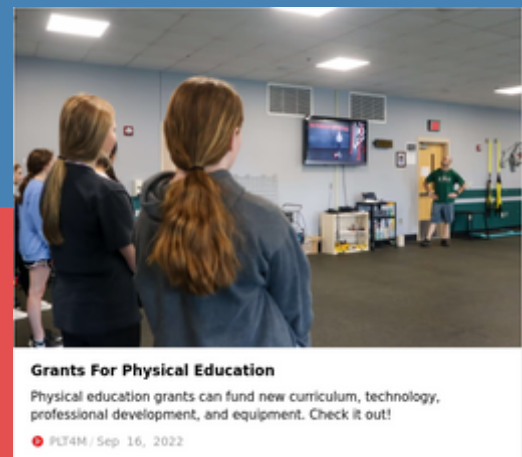 Grants For Physical Education
Physical education grants can fund new curriculum, technology,
professional development, and equipment. Check it out!
PLT4M / Sep 16, 2022